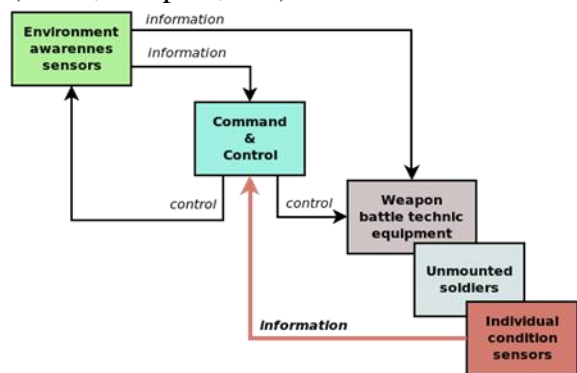 information
Environment
awarennes
sensors
information
Command
&
Control
control
control
Weapon
battle technic
equipment
Unmounted
soldiers
Information
Individual
condition
sensors